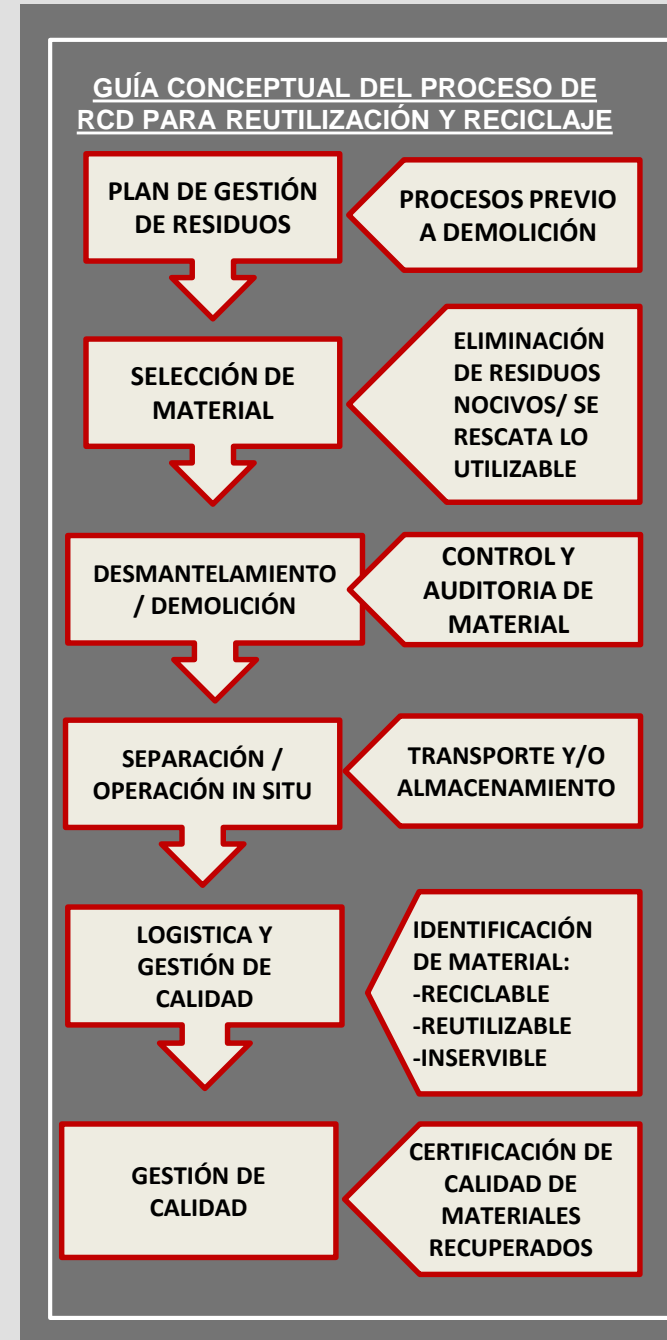 GUÍA CONCEPTUAL DEL PROCESO DE
RCD PARA REUTILIZACIÓN Y RECICLAJE
PLAN DE GESTIÓN
DE RESIDUOS
PROCESOS PREVIO
A DEMOLICIÓN
SELECCIÓN DE
MATERIAL
ELIMINACIÓN
DE RESIDUOS
NOCIVOS/ SE
RESCATA LO
UTILIZABLE
DESMANTELAMIENTO
/ DEMOLICIÓN
CONTROL Y
AUDITORIA DE
MATERIAL
SEPARACIÓN /
OPERACIÓN IN SITU
TRANSPORTE Y/O
ALMACENAMIENTO
LOGISTICA Y
GESTIÓN DE
CALIDAD
IDENTIFICACIÓN
DE MATERIAL:
-RECICLABLE
-REUTILIZABLE
-INSERVIBLE
GESTIÓN DE
CALIDAD
CERTIFICACIÓN DE
CALIDAD DE
MATERIALES
RECUPERADOS